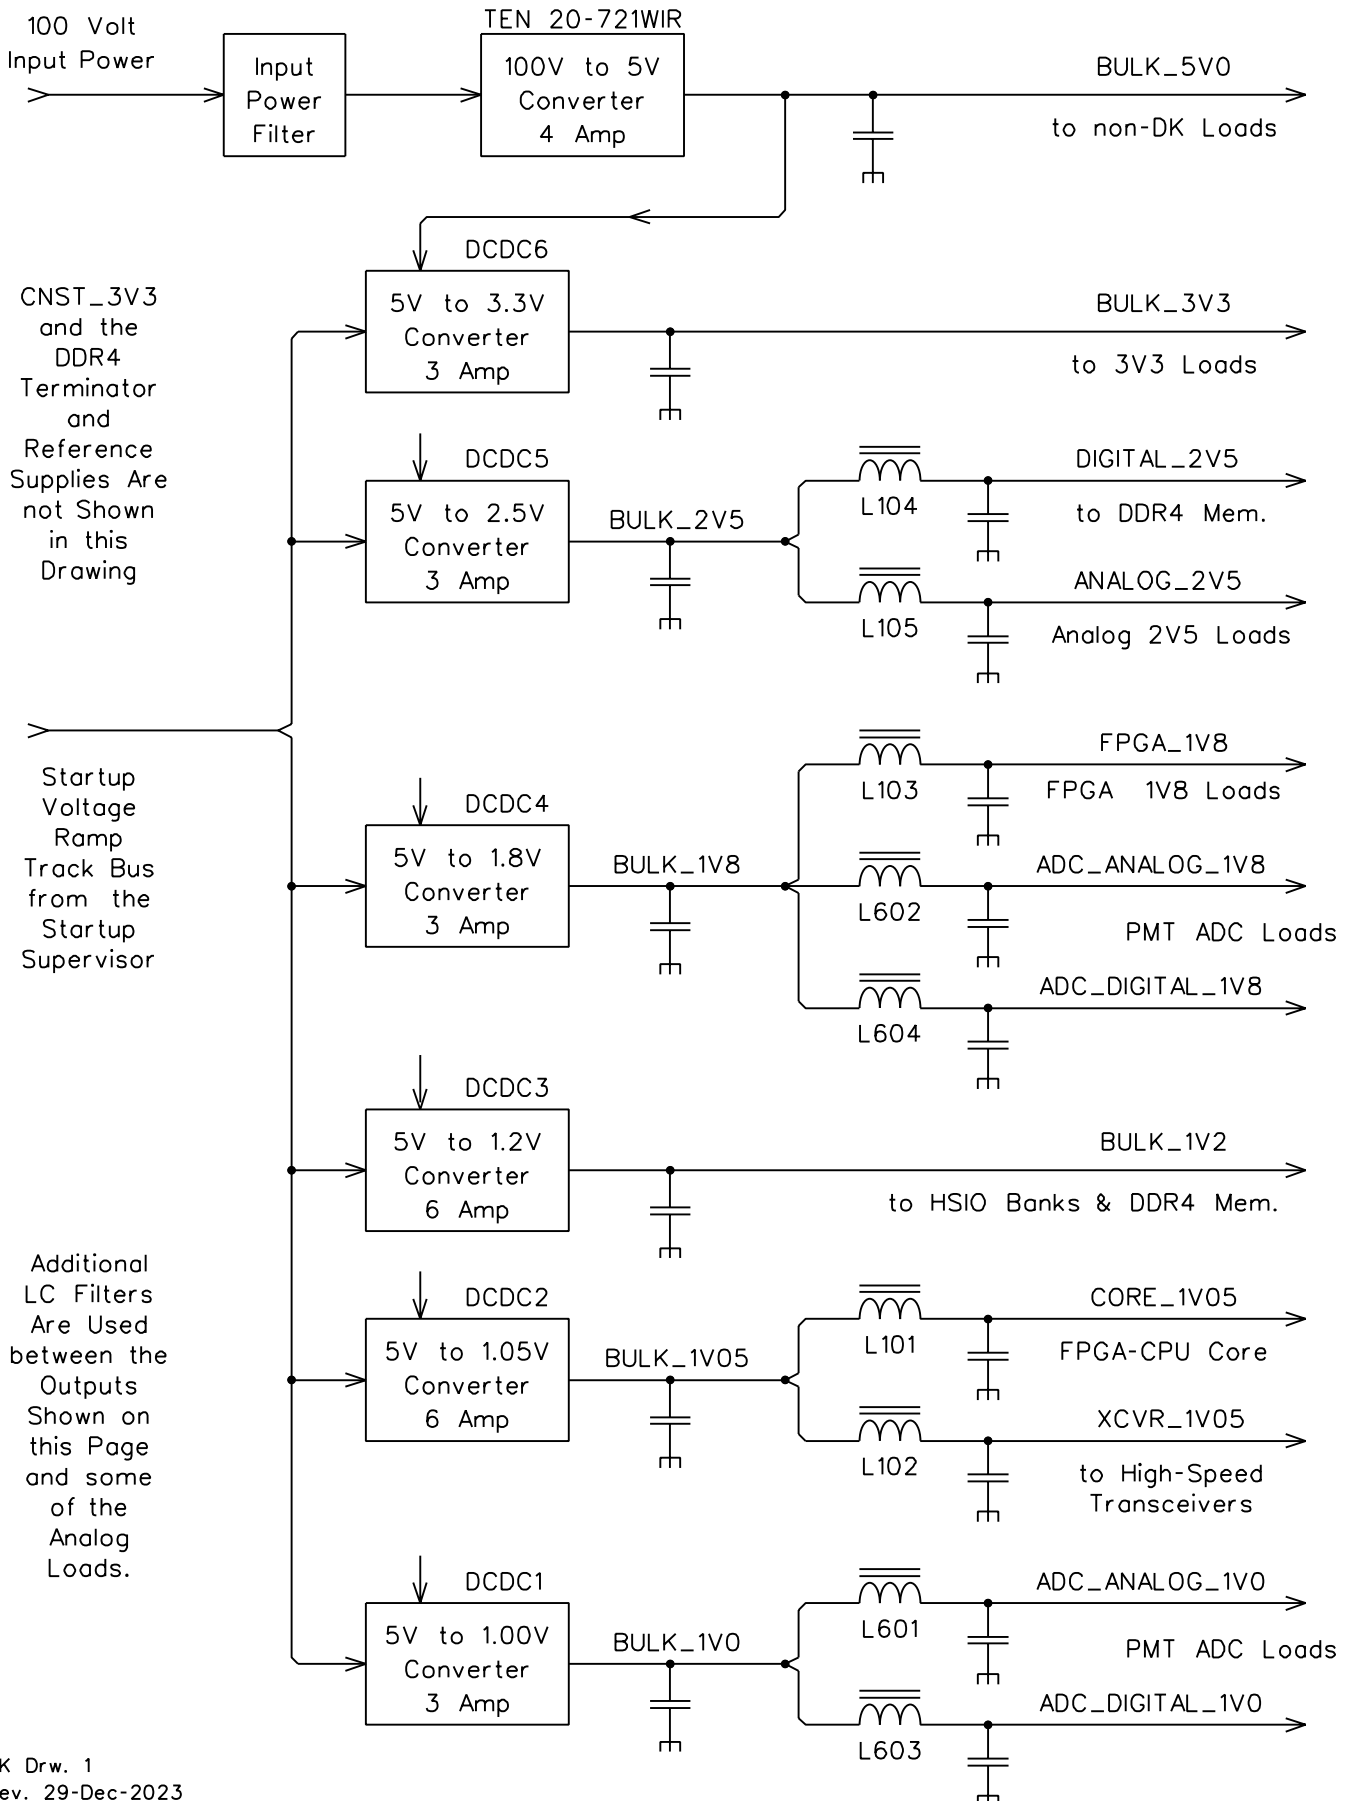 100 Volt
Input Power
Input
Power
Filter
TEN 20-721WIR
100V to 5V
Converter
4 Amp
BULK_5V0
to non-DK Loads
CNST_3V3
and the
DDR4
Terminator
and
Reference
Supplies Are
not Shown
in this
Drawing
DCDC6
5V to 3.3V
Converter
3 Amp
BULK_3V3
to 3V3 Loads
DCDC5
5V to 2.5V
Converter
3 Amp
BULK_2V5
L104
DIGITAL_2V5
to DDR4 Mem.
L105
ANALOG_2V5
Analog 2V5 Loads
Startup
Voltage
Ramp
Track Bus
from the
Startup
Supervisor
DCDC4
5V to 1.8V
Converter
3 Amp
BULK_1V8
L103
FPGA_1V8
FPGA 1V8 Loads
L602
ADC_ANALOG_1V8
PMT ADC Loads
L604
ADC_DIGITAL_1V8
DCDC3
5V to 1.2V
Converter
6 Amp
BULK_1V2
to HSIO Banks & DDR4 Mem.
Additional
LC Filters
Are Used
between the
Outputs
Shown on
this Page
and some
of the
Analog
Loads.
DCDC2
5V to 1.05V
Converter
6 Amp
BULK_1V05
L101
CORE_1V05
FPGA-CPU Core
L102
XCVR_1V05
to High-Speed
Transceivers
DCDC1
5V to 1.00V
Converter
3 Amp
BULK_1V0
L601
ADC_ANALOG_1V0
PMT ADC Loads
L603
ADC_DIGITAL_1V0
K Drw. 1
ev. 29-Dec-2023